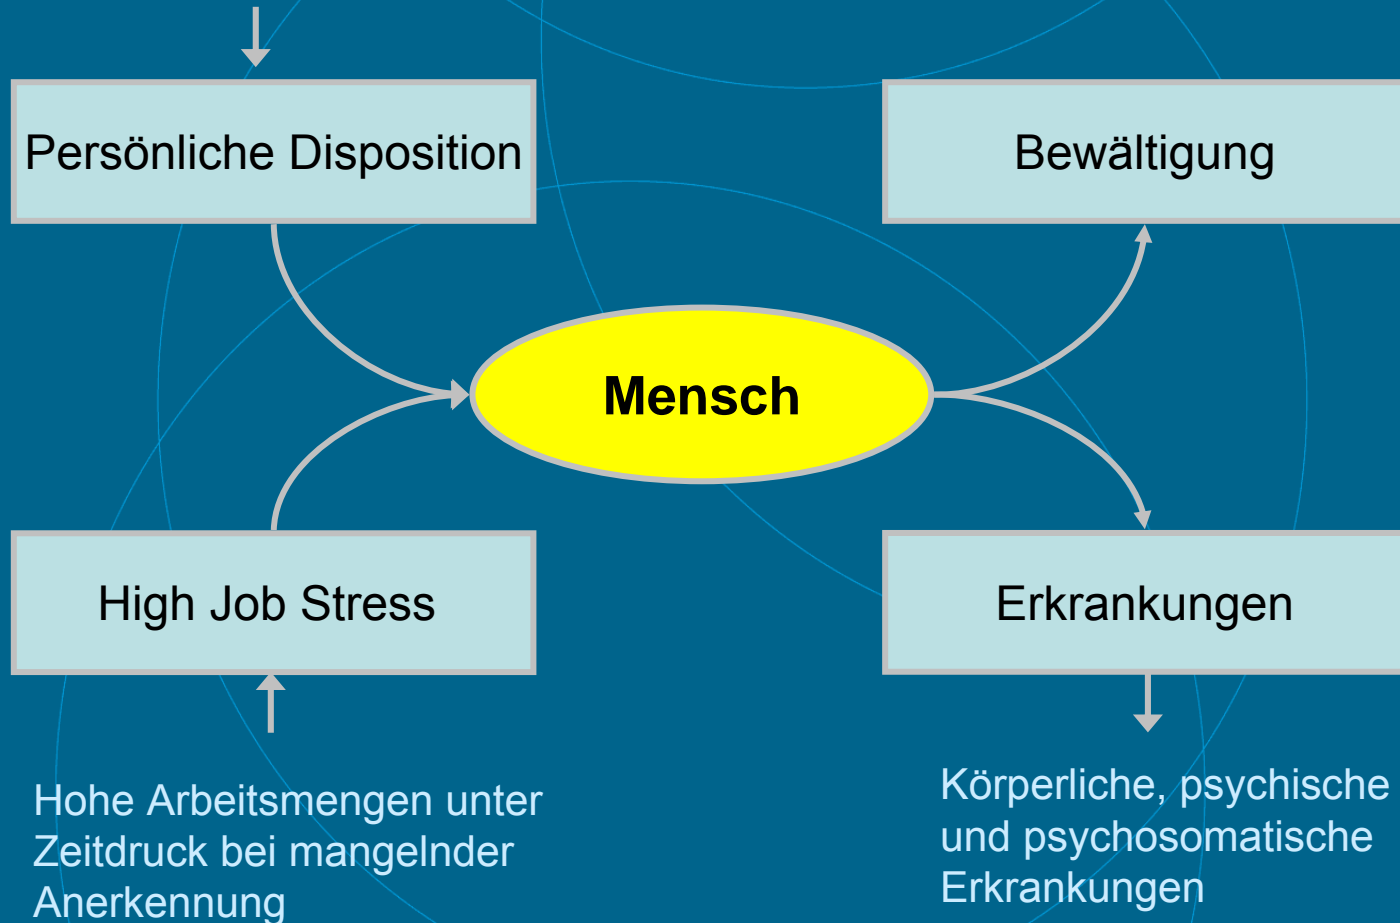 Persönliche Disposition
Bewältigung
Mensch
High Job Stress
Erkrankungen
Hohe Arbeitsmengen unter
Zeitdruck bei mangelnder
Anerkennung
Körperliche, psychische
und psychosomatische
Erkrankungen